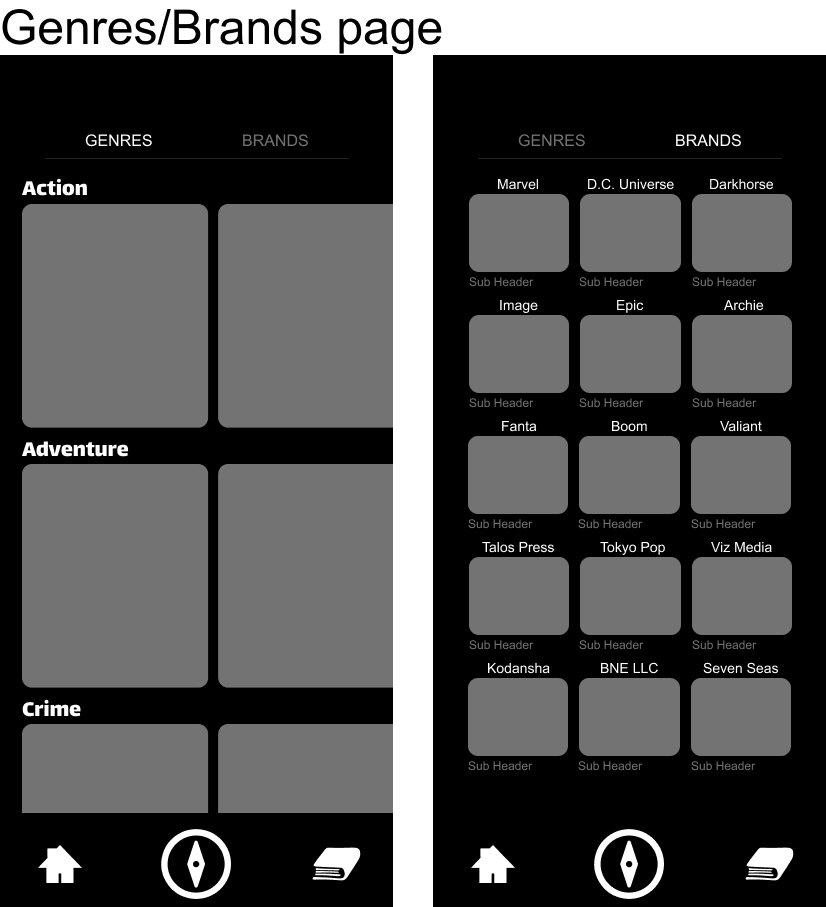 Genres/Brands page
GENRES BRANDS
Action
Adventure
Crime
GENRES BRANDS
Marvel D.C. Universe Darkhorse
Sub Header Sub Header Sub Header
Image Epic Archie
Sub Header Sub Header Sub Header
Fanta Boom Valiant
Sub Header Sub Header Sub Header
Talos Press Tokyo Pop Viz Media
Sub Header Sub Header Sub Header
Kodansha BNE LLC Seven Seas
Sub Header Sub Header Sub Header